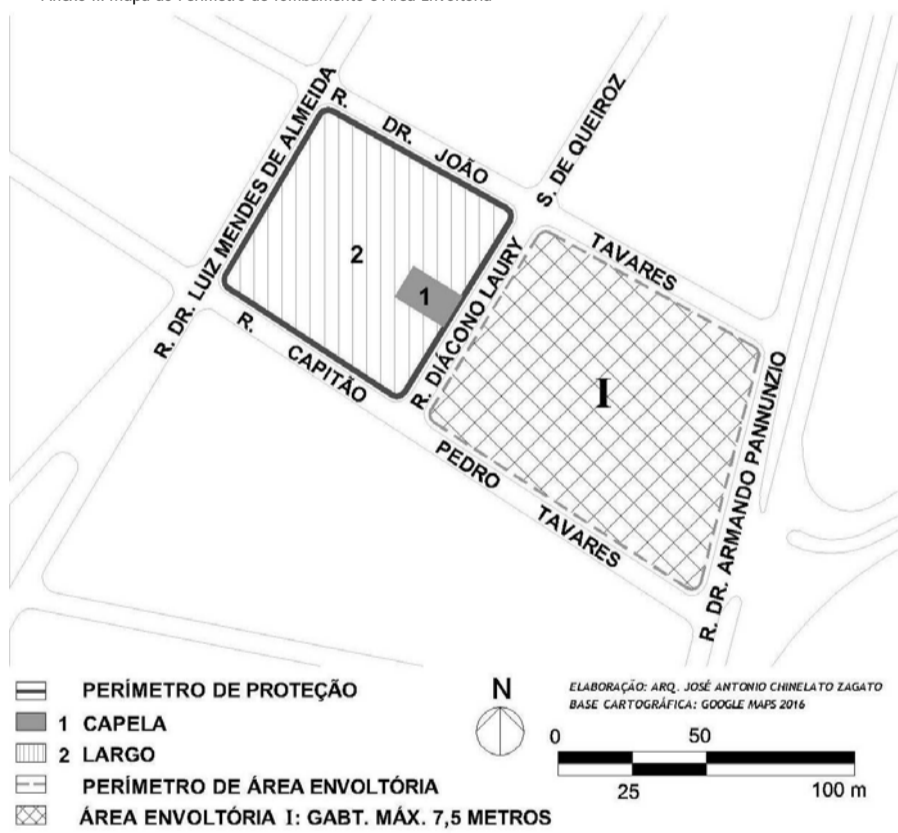 R. DR. LUIZ MENDES DE ALMEIDA
R. DR. JOÃO
S. DE QUEIROZ
TAVARES
2
1
R. DIÁCONO LAURY
I
R. CAPITÃO
PEDRO
TAVARES
R. DR. ARMANDO PANNUNZIO
PERÍMETRO DE PROTEÇÃO
1 CAPELA
2 LARGO
PERÍMETRO DE ÁREA ENVOLTÓRIA
ÁREA ENVOLTÓRIA I: GABT. MÁX. 7,5 METROS
N
ELABORAÇÃO: ARQ. JOSÉ ANTONIO CHINELATO ZAGATO
BASE CARTOGRÁFICA: GOOGLE MAPS 2016
0 50
25 100 m